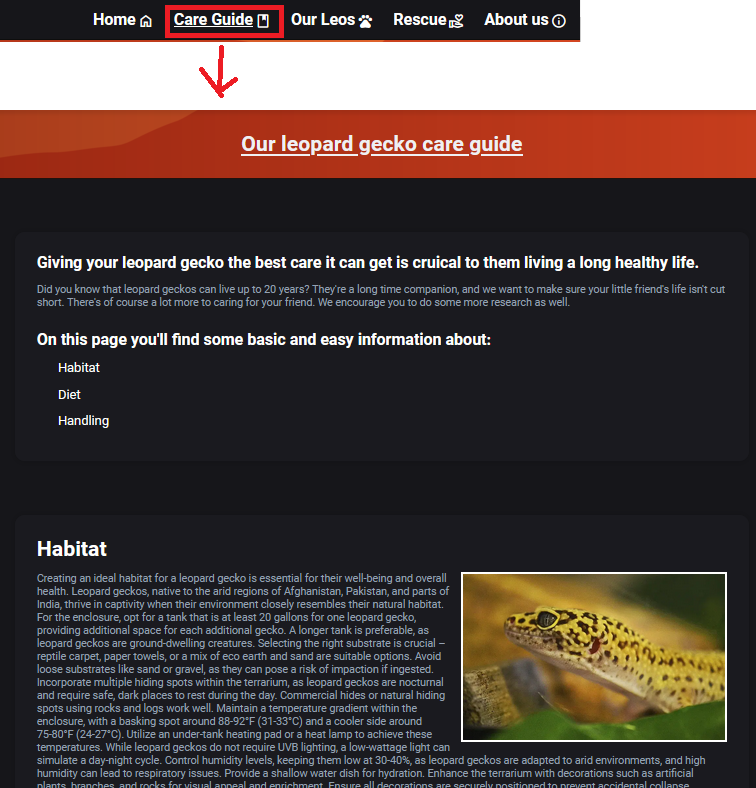 Home Care Guide Our Leos Rescue About us
Our leopard gecko care guide
Giving your leopard gecko the best care it can get is cruical to them living a long healthy life.
Did you know that leopard geckos can live up to 20 years? They're a long time companion, and we want to make sure your little friend's life isn't cut
short. There's of course a lot more to caring for your friend. We encourage you to do some more research as well.
On this page you'll find some basic and easy information about:
Habitat
Diet
Handling
Habitat
Creating an ideal habitat for a leopard gecko is essential for their well-being and overall
health. Leopard geckos, native to the arid regions of Afghanistan, Pakistan, and parts of
India, thrive in captivity when their environment closely resembles their natural habitat.
For the enclosure, opt for a tank that is at least 20 gallons for one leopard gecko,
providing additional space for each additional gecko. A longer tank is preferable, as
leopard geckos are ground-dwelling creatures. Selecting the right substrate is crucial –
reptile carpet, paper towels, or a mix of eco earth and sand are suitable options. Avoid
loose substrates like sand or gravel, as they can pose a risk of impaction if ingested.
Incorporate multiple hiding spots within the terrarium, as leopard geckos are nocturnal
and require safe, dark places to rest during the day. Commercial hides or natural hiding
spots using rocks and logs work well. Maintain a temperature gradient within the
enclosure, with a basking spot around 88-92°F (31-33°C) and a cooler side around
75-80°F (24-27°C). Utilize an under-tank heating pad or a heat lamp to achieve these
temperatures. While leopard geckos do not require UVB lighting, a low-wattage light can
simulate a day-night cycle. Control humidity levels, keeping them low at 30-40%, as leopard geckos are adapted to arid environments, and high
humidity can lead to respiratory issues. Provide a shallow water dish for hydration. Enhance the terrarium with decorations such as artificial
plants, branches, and rocks for visual appeal and enrichment. Ensure all decorations are securely positioned to prevent accidental collapse.